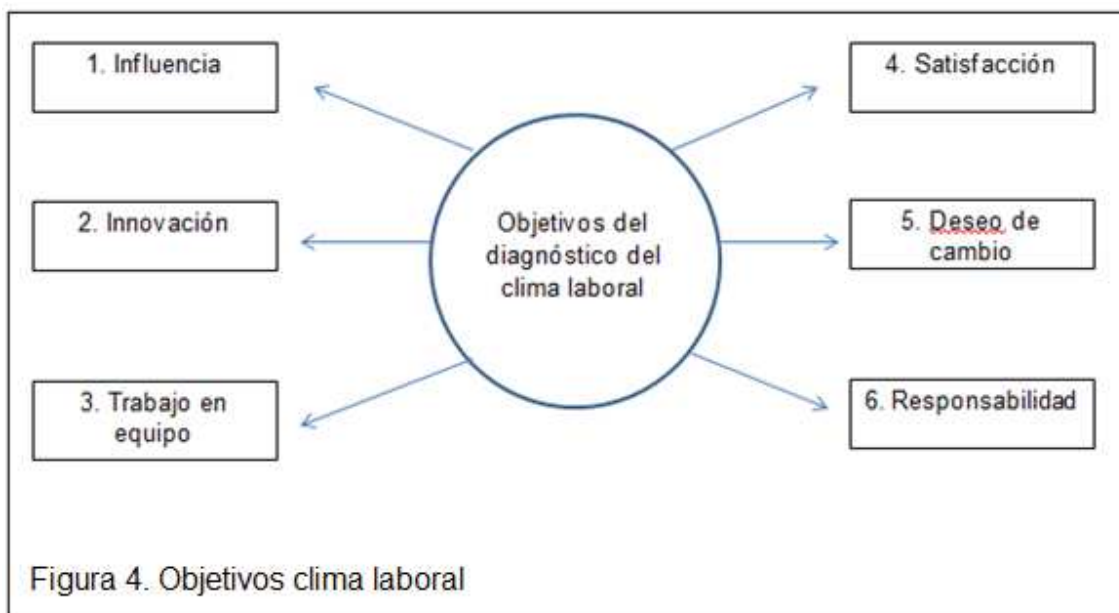 1. Influencia
2. Innovación
3. Trabajo en
equipo
Objetivos del
diagnóstico del
clima laboral
4. Satisfacción
5. Deseo de
cambio
6. Responsabilidad
Figura 4. Objetivos clima laboral